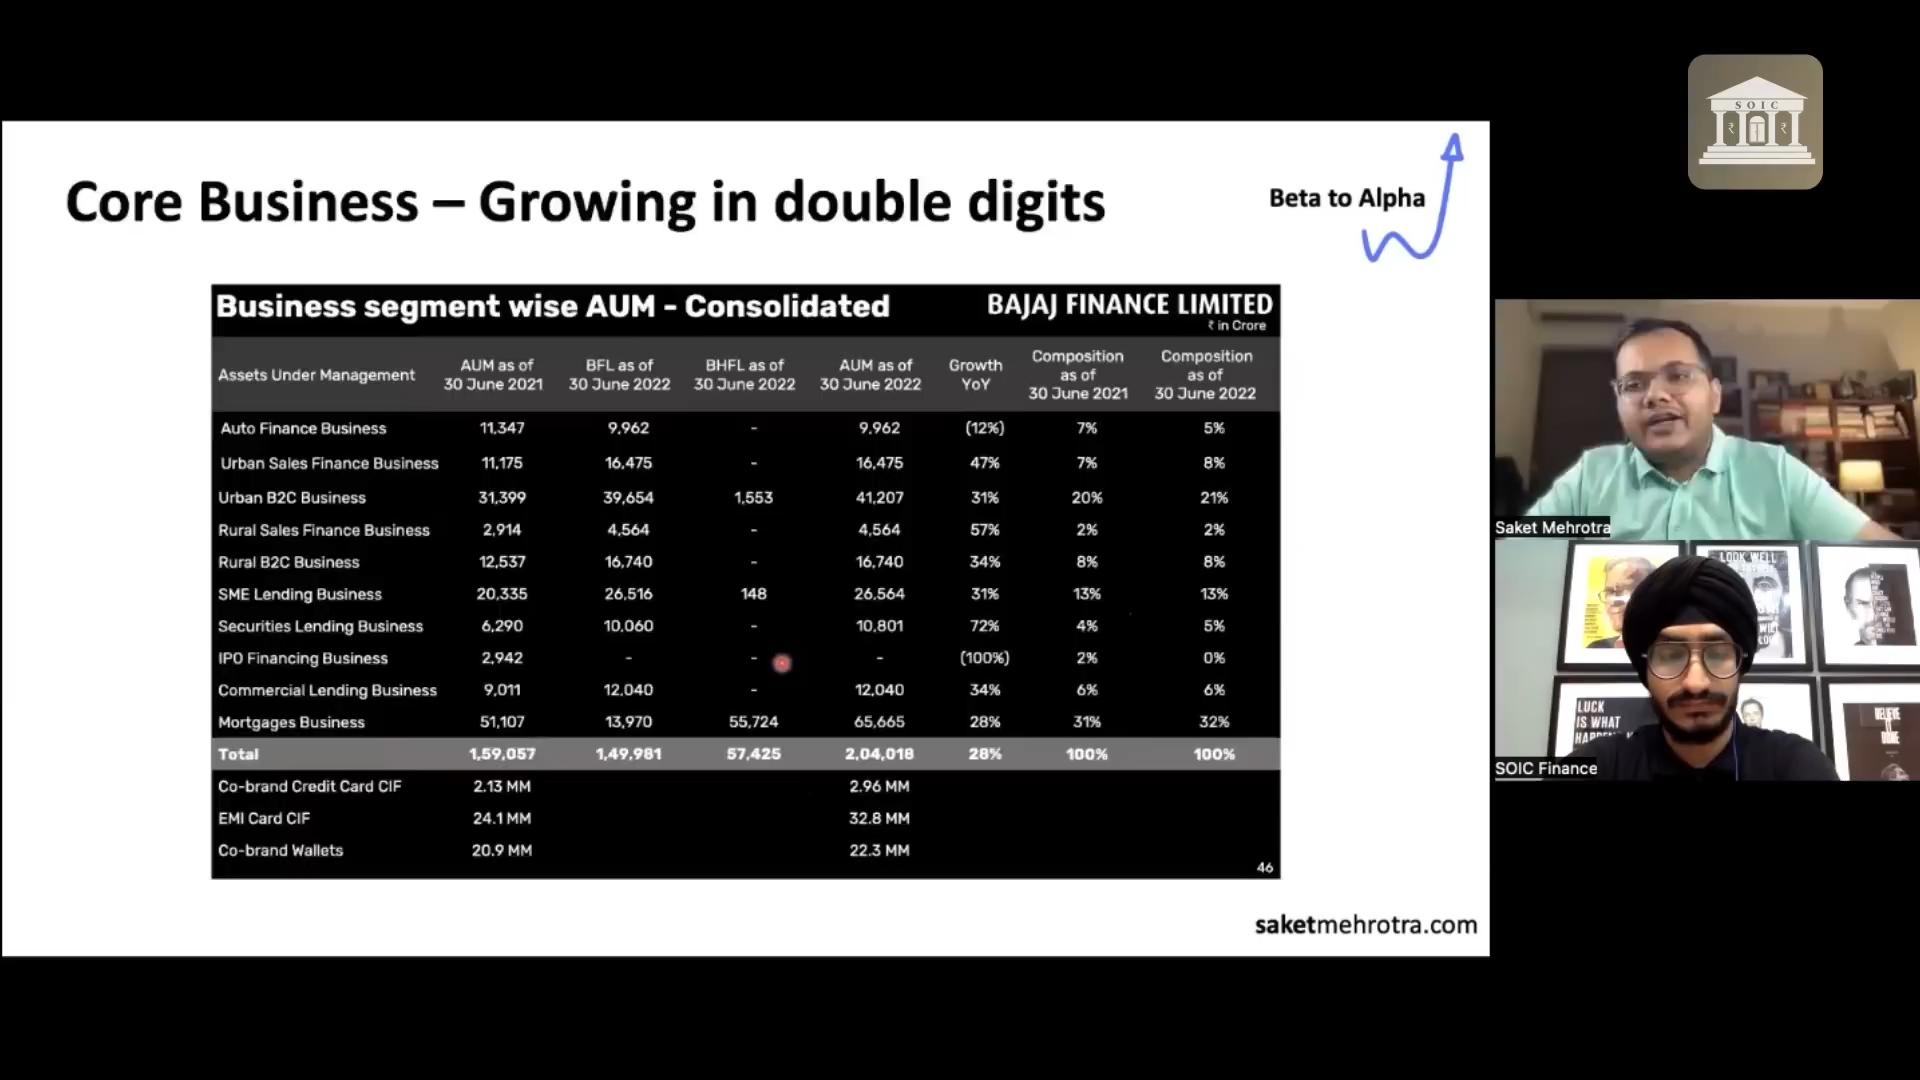 SOIC
Core Business – Growing in double digits
Beta to Alpha
Business segment wise AUM - Consolidated
BAJAJ FINANCE LIMITED
₹ in Crore
Assets Under Management AUM as of 30 June 2021 BFL as of 30 June 2022 BHFL as of 30 June 2022 AUM as of 30 June 2022 Growth YoY Composition as of 30 June 2021 Composition as of 30 June 2022
Auto Finance Business 11,347 9,962 - 9,962 (12%) 7% 5%
Urban Sales Finance Business 11,175 16,475 - 16,475 47% 7% 8%
Urban B2C Business 31,399 39,654 1,553 41,207 31% 20% 21%
Rural Sales Finance Business 2,914 4,564 - 4,564 57% 2% 2%
Rural B2C Business 12,537 16,740 - 16,740 34% 8% 8%
SME Lending Business 20,335 26,516 148 26,564 31% 13% 13%
Securities Lending Business 6,290 10,060 - 10,801 72% 4% 5%
IPO Financing Business 2,942 - - - (100%) 2% 0%
Commercial Lending Business 9,011 12,040 - 12,040 34% 6% 6%
Mortgages Business 51,107 13,970 55,724 65,665 28% 31% 32%
Total 1,59,057 1,49,981 57,425 2,04,018 28% 100% 100%
Co-brand Credit Card CIF 2.13 MM 2.96 MM
EMI Card CIF 24.1 MM 32.8 MM
Co-brand Wallets 20.9 MM 22.3 MM
46
saketmehrotra.com
Saket Mehrotra
LOOK WELL
LUCK
IS WHAT
BELIEVE
IT
DONE
SOIC Finance